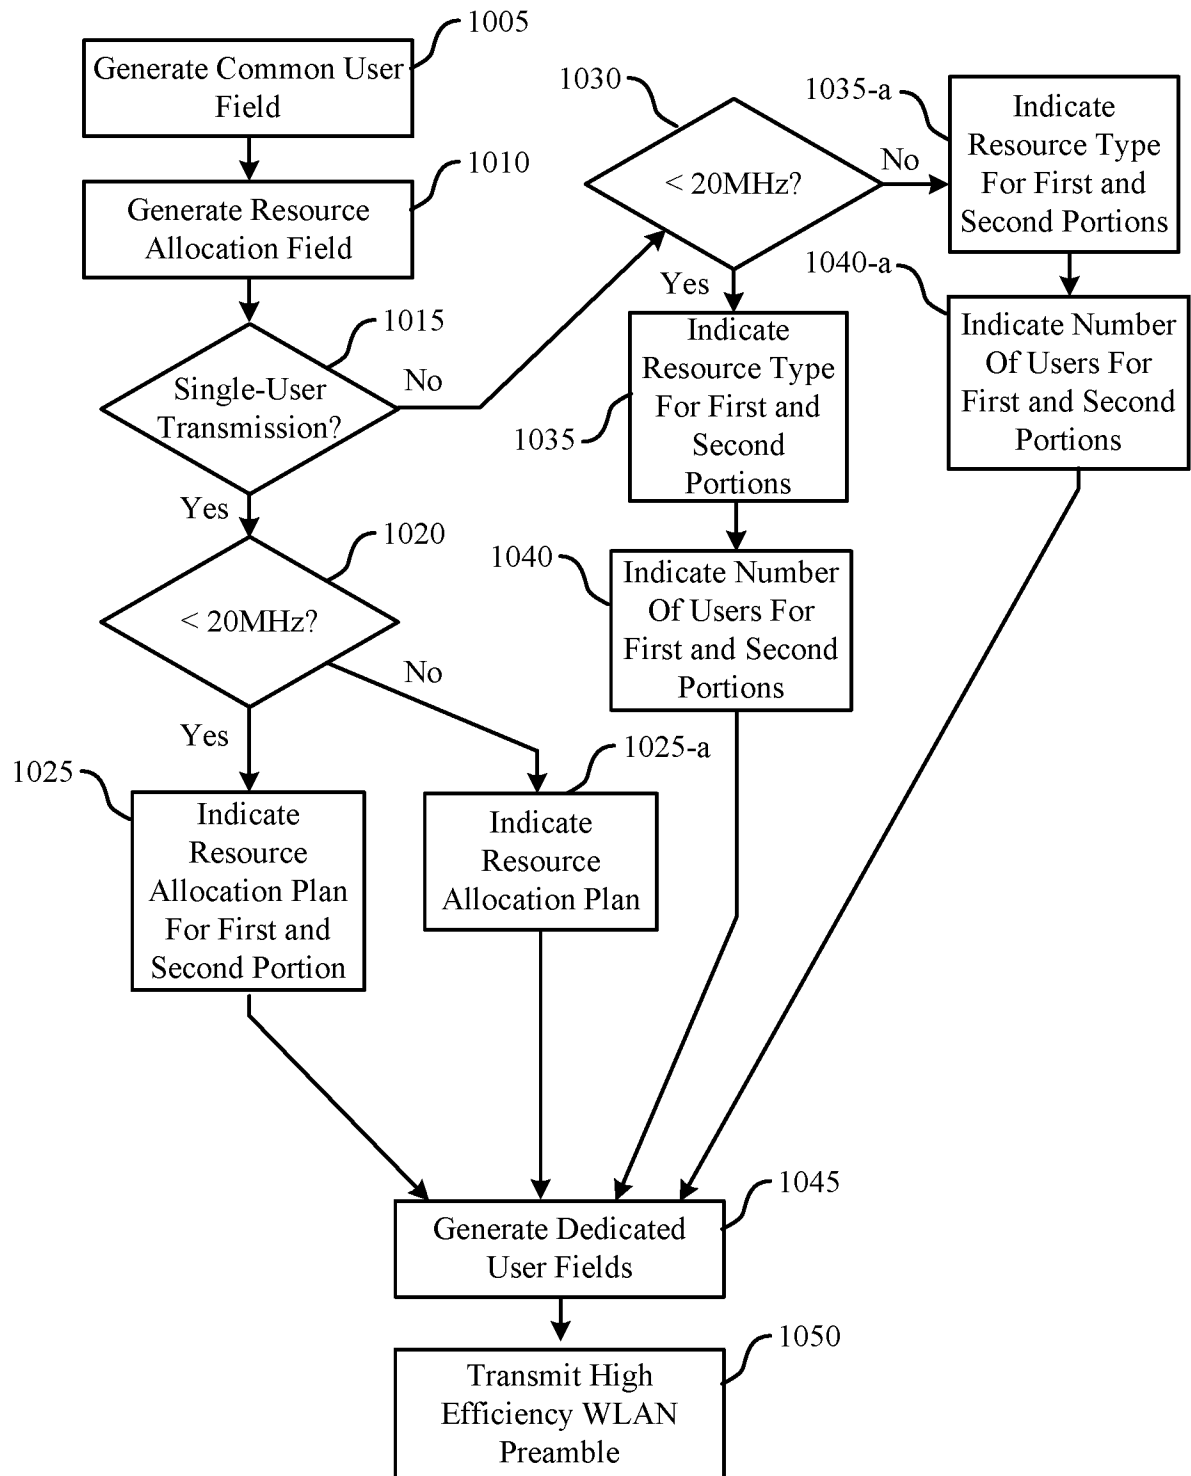 1005
Generate Common User
Field
1010
Generate Resource
Allocation Field
1015
Single-User
Transmission?
No
Yes
1020
< 20MHz?
No
Yes
1025
Indicate
Resource
Allocation Plan
For First and
Second Portion
1025-a
Indicate
Resource
Allocation Plan
1030
< 20MHz?
No
Yes
1035
Indicate
Resource Type
For First and
Second
Portions
1040
Indicate Number
Of Users For
First and Second
Portions
1035-a
Indicate
Resource Type
For First and
Second Portions
1040-a
Indicate Number
Of Users For
First and Second
Portions
1045
Generate Dedicated
User Fields
1050
Transmit High
Efficiency WLAN
Preamble